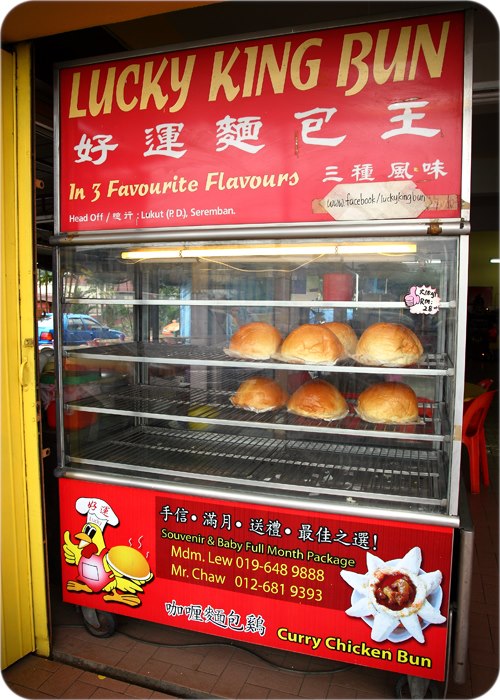 LUCKY KING BUN
好運麵包王
In 3 Favourite Flavours
三種風味
Head Off / 總行 : Lukut (P. D.), Seremban.
www.facebook/luckykingbun
RM
28
好運
手信•滿月•送禮•最佳之選!
Souvenir & Baby Full Month Package
Mdm. Lew 019-648 9888
Mr. Chaw 012-681 9393
咖喱麵包鷄
Curry Chicken Bun